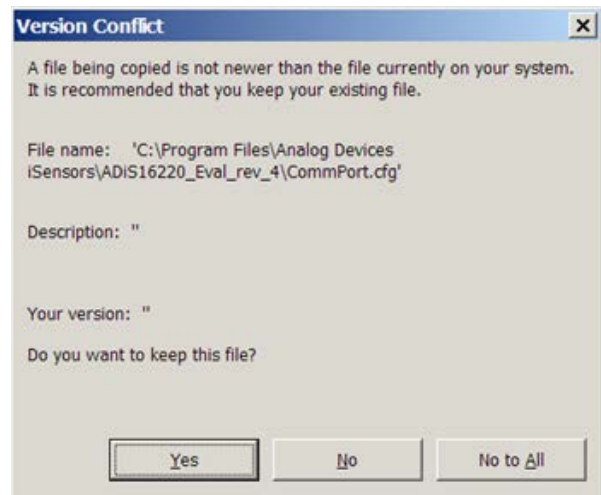 Version Conflict
A file being copied is not newer than the file currently on your system.
It is recommended that you keep your existing file.
File name: 'C:\Program Files\Analog Devices
iSensors\ADiS16220_Eval_rev_4\CommPort.cfg'
Description: ''
Your version: ''
Do you want to keep this file?
Yes
No
No to All